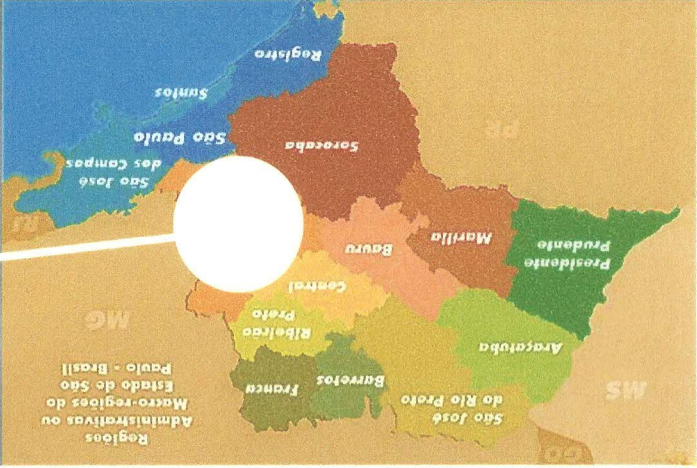 Regiões
Administrativas ou
Macro-regiões do
Estado de São
Paulo - Brasil
GO
MS
MG
RJ
PR
São José
do Rio Preto
Barretos
Franca
Araçatuba
Ribeirao
Preto
Central
Presidente
Prudente
Marília
Bauru
São José
dos Campos
Sorocaba
São Paulo
Santos
Registro